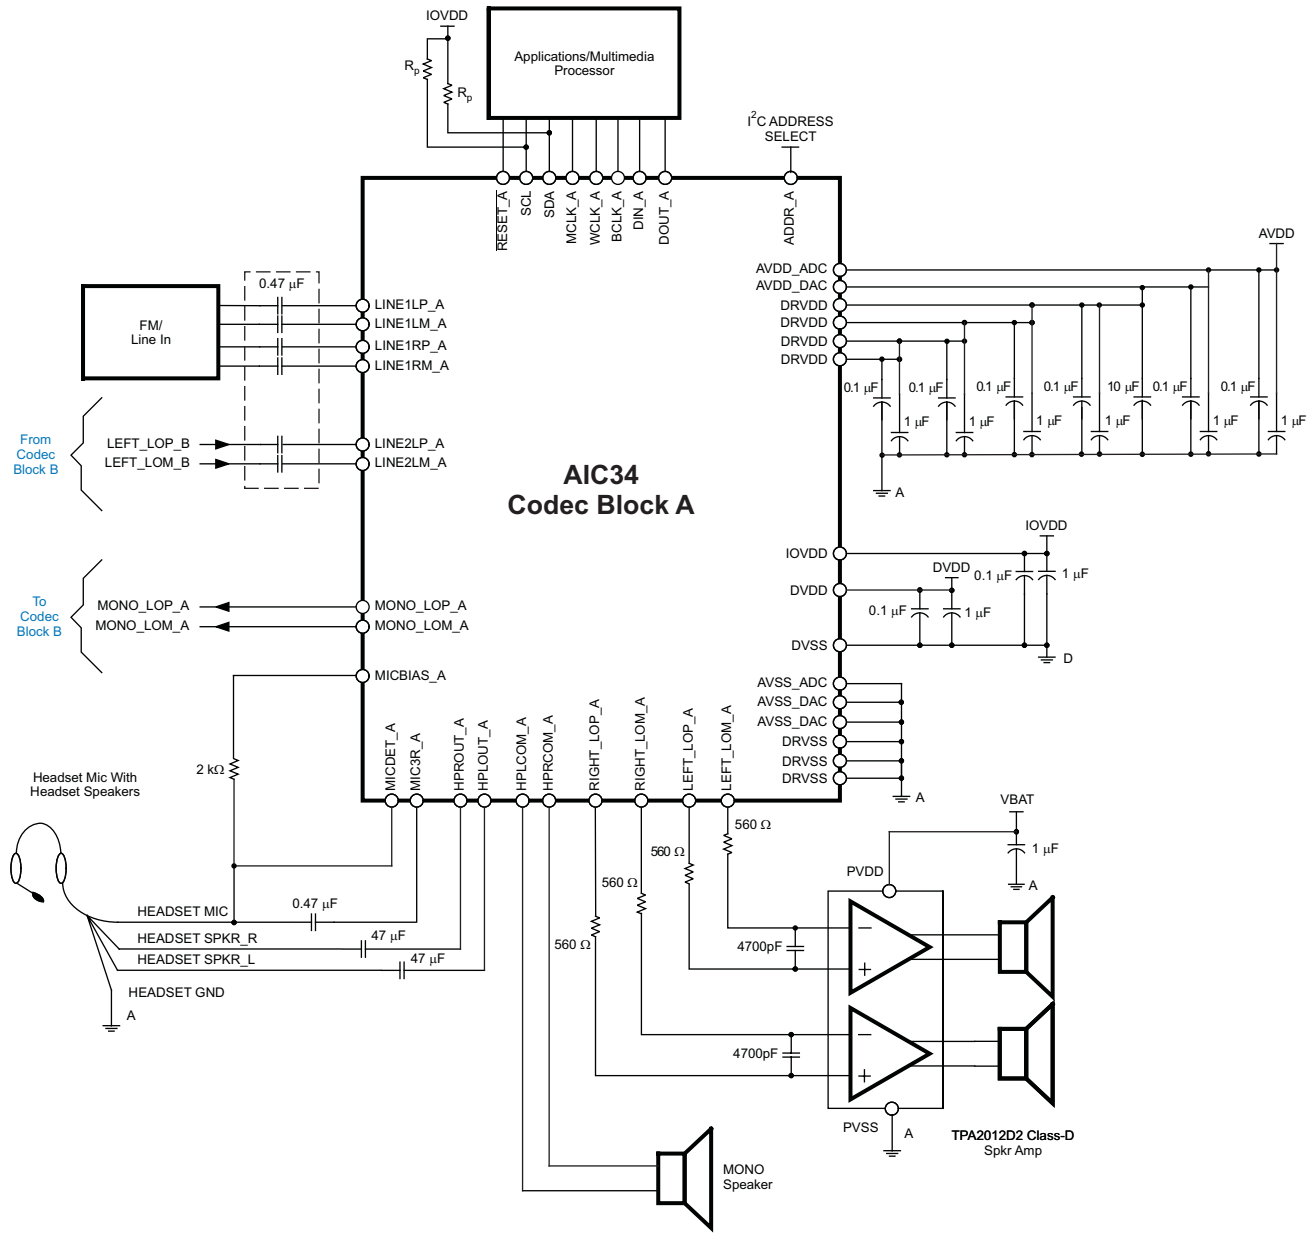 IOVDD
Rp
Rp
Applications/Multimedia
Processor
I2C ADDRESS
SELECT
RESET_A
SCL
SDA
MCLK_A
WCLK_A
BCLK_A
DIN_A
DOUT_A
ADDR_A
AVDD
AVDD_ADC
AVDD_DAC
DRVDD
DRVDD
DRVDD
DRVDD
0.1 μF
0.1 μF
0.1 μF
0.1 μF
10 μF
0.1 μF
0.1 μF
1 μF
1 μF
1 μF
1 μF
1 μF
1 μF
A
0.47 μF
FM/
Line In
LINE1LP_A
LINE1LM_A
LINE1RP_A
LINE1RM_A
From
Codec
Block B
LEFT_LOP_B
LEFT_LOM_B
LINE2LP_A
LINE2LM_A
AIC34
Codec Block A
IOVDD
IOVDD
DVDD
0.1 μF
1 μF
DVDD
0.1 μF
1 μF
DVSS
D
To
Codec
Block B
MONO_LOP_A
MONO_LOM_A
MONO_LOP_A
MONO_LOM_A
MICBIAS_A
AVSS_ADC
AVSS_DAC
AVSS_DAC
DRVSS
DRVSS
DRVSS
A
MICDET_A
MIC3R_A
HPROUT_A
HPLOUT_A
HPLCOM_A
HPRCOM_A
RIGHT_LOP_A
RIGHT_LOM_A
LEFT_LOP_A
LEFT_LOM_A
2 kΩ
Headset Mic With
Headset Speakers
560 Ω
560 Ω
560 Ω
560 Ω
VBAT
1 μF
A
PVDD
HEADSET MIC
0.47 μF
HEADSET SPKR_R
47 μF
HEADSET SPKR_L
47 μF
HEADSET GND
A
4700pF
−
+
4700pF
−
+
PVSS
A
TPA2012D2 Class-D
Spkr Amp
MONO
Speaker